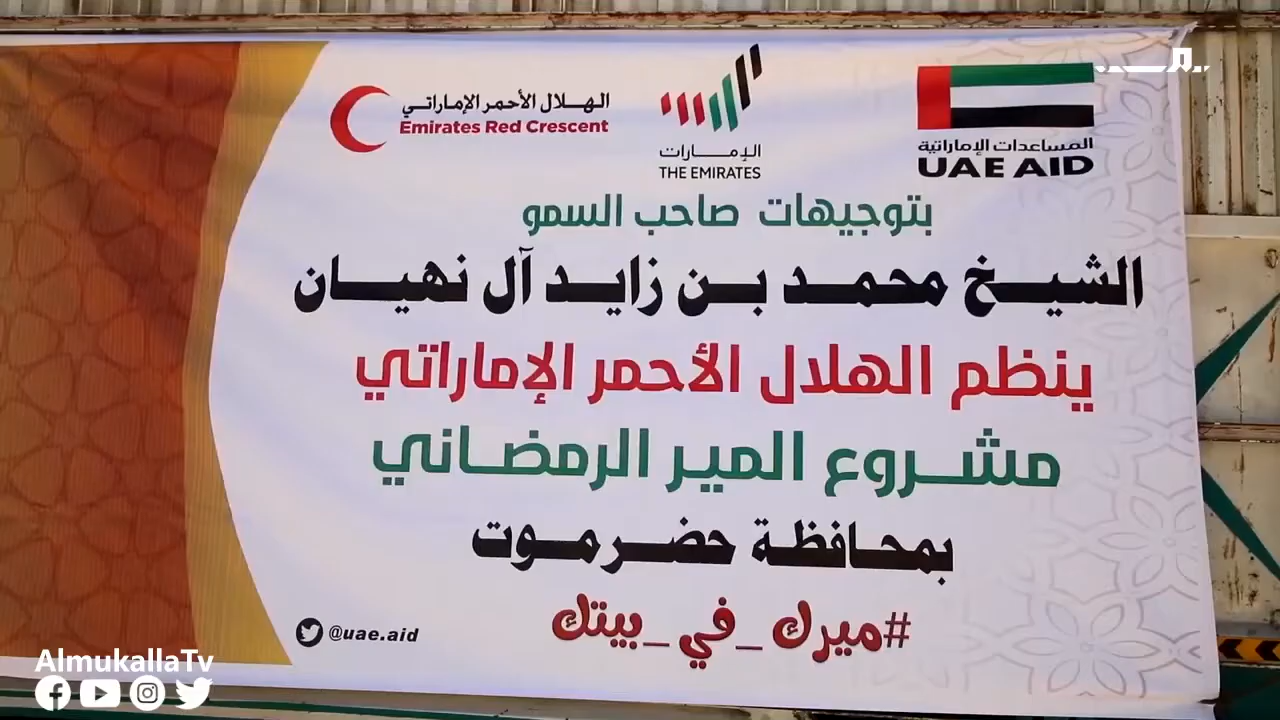 الهلال الأحمر الإماراتي
Emirates Red Crescent
الإمارات
THE EMIRATES
المساعدات الإماراتية
UAE AID
بتوجيهات صاحب السمو
الشيخ محمد بن زايد آل نهيان
ينظم الهلال الأحمر الإماراتي
مشروع المير الرمضاني
بمحافظة حضرموت
#ميرك_في_بيتك
@uae.aid
AlmukallaTv